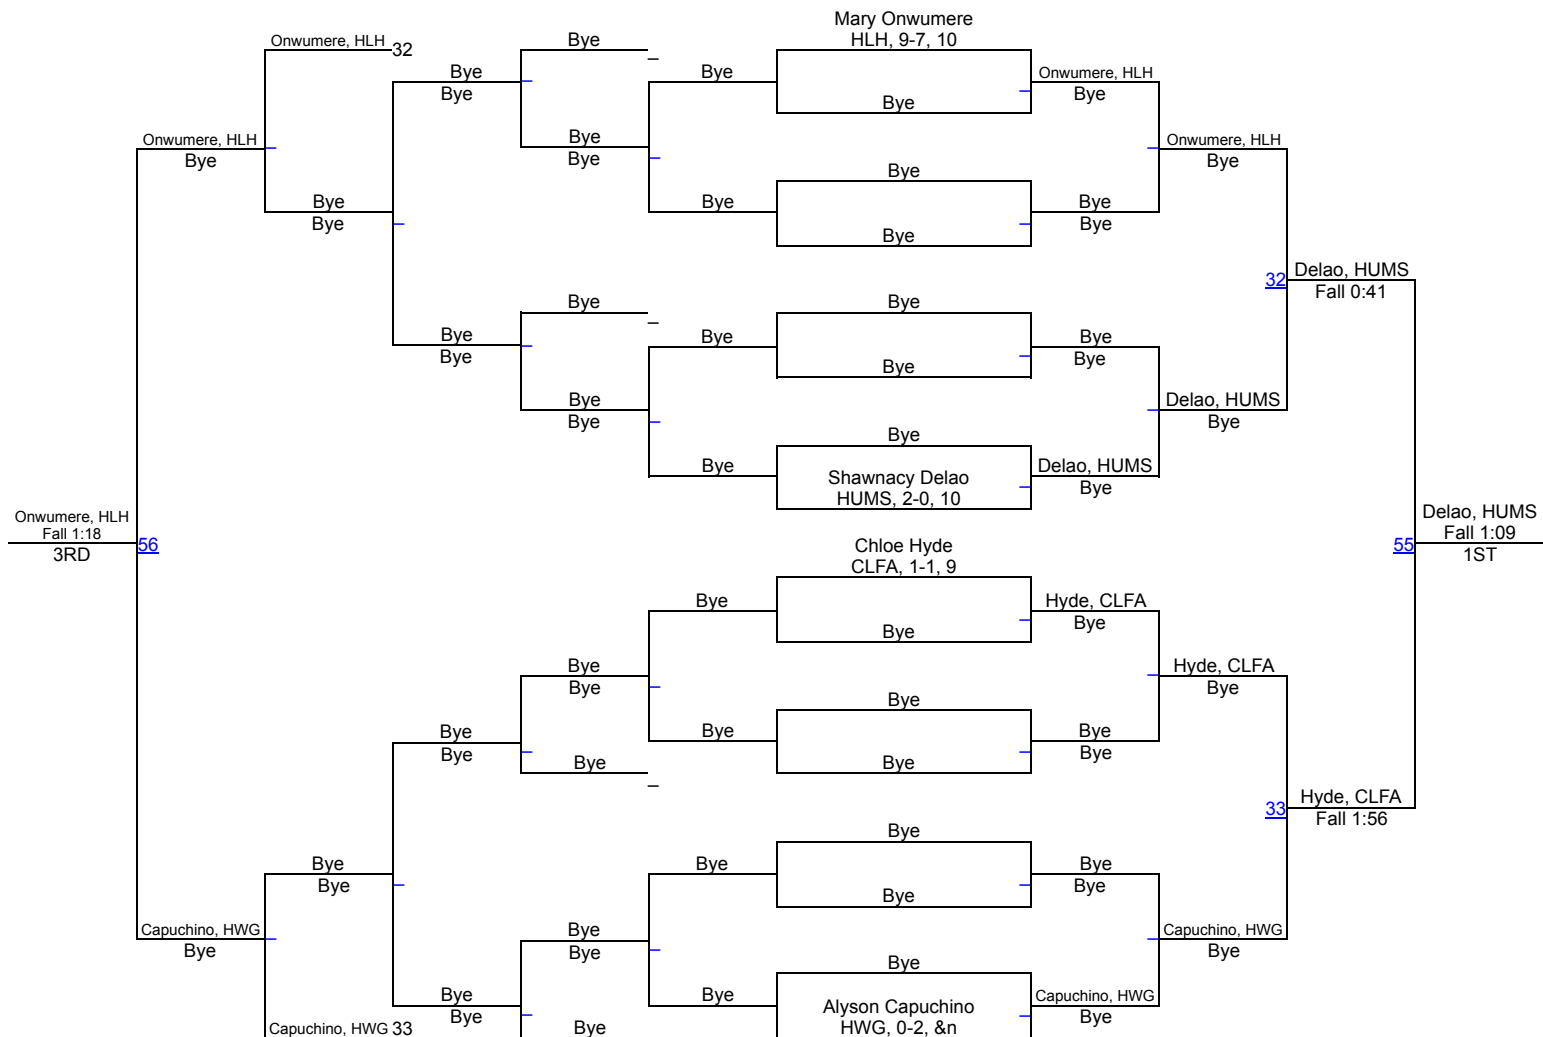 Mary Onwumere
HLH, 9-7, 10
Onwumere, HLH 32
Bye
_
Bye
Bye
Bye
Bye
Onwumere, HLH
Bye
Onwumere, HLH
Bye
Bye
Bye
Onwumere, HLH
Bye
Bye
Bye
Bye
Bye
Bye
Bye
Bye
Bye
_
Bye
32
Delao, HUMS
Fall 0:41
Bye
Bye
Bye
Bye
Bye
Bye
Bye
Bye
Delao, HUMS
Bye
Bye
Bye
Shawnacy Delao
HUMS, 2-0, 10
Delao, HUMS
Bye
Onwumere, HLH
Fall 1:18
3RD
56
Chloe Hyde
CLFA, 1-1, 9
55
Delao, HUMS
Fall 1:09
1ST
Bye
Bye
Hyde, CLFA
Bye
Bye
Bye
Hyde, CLFA
Bye
Bye
Bye
Bye
Bye
Bye
Bye
Bye
Bye
_
Bye
33
Hyde, CLFA
Fall 1:56
Bye
Bye
Bye
Bye
Bye
Bye
Capuchino, HWG
Bye
Bye
Bye
Capuchino, HWG
Bye
Bye
Bye
Bye
Bye
Alyson Capuchino
HWG, 0-2, &n
Capuchino, HWG
Bye
Capuchino, HWG 33
Bye